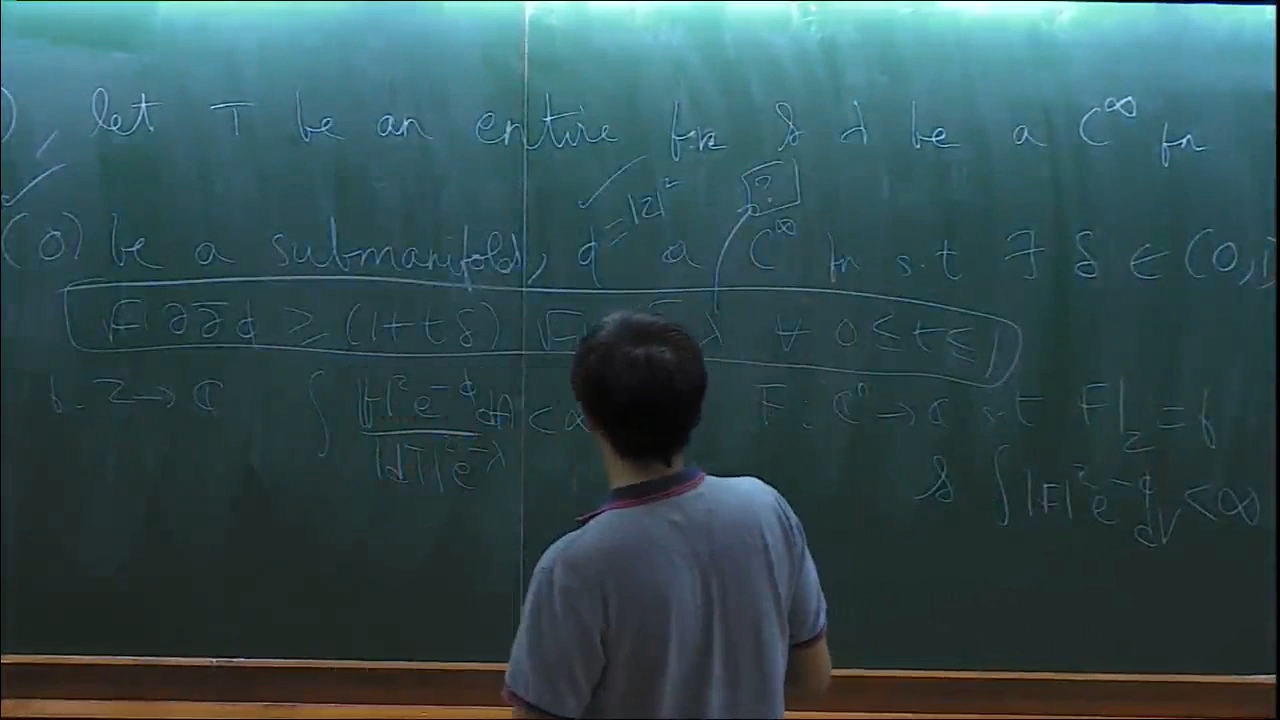 ), let T be an entire fn & λ be a C^∞ fn
= |z|² [?]
(0) be a submanifold, φ a C^∞ fn s.t ∃ δ ∈ (0,1
√-1 ∂∂̄φ ≥ (1+tδ) λ ∀ 0 ≤ t ≤ 1
f: Z → ℂ ∫ |f|² e^{-φ} dA / |dT|² e^{-λ} < ∞ F: ℂⁿ → ℂ s.t F|_Z = f
& ∫ |F|² e^{-φ} dV < ∞